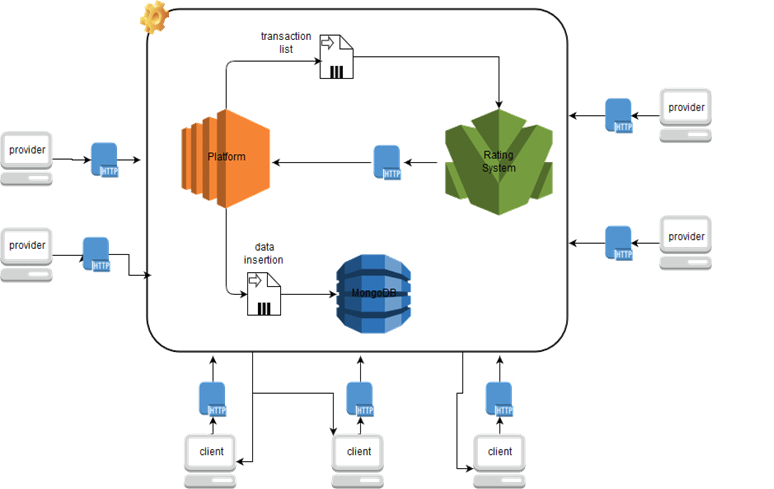 transaction
list
provider
HTTP
provider
HTTP
Platform
HTTP
Rating
System
HTTP
provider
HTTP
provider
data
insertion
MongoDB
HTTP
HTTP
HTTP
client
client
client